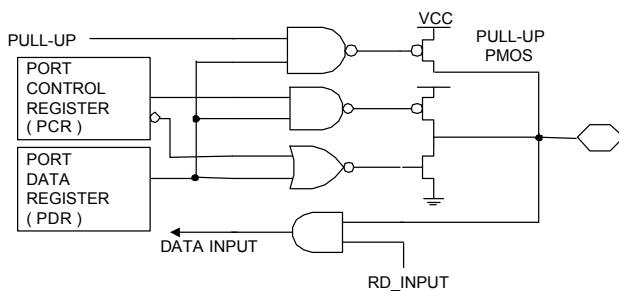 VCC
PULL-UP
PULL-UP
PMOS
PORT
CONTROL
REGISTER
( PCR )
PORT
DATA
REGISTER
( PDR )
DATA INPUT
RD_INPUT